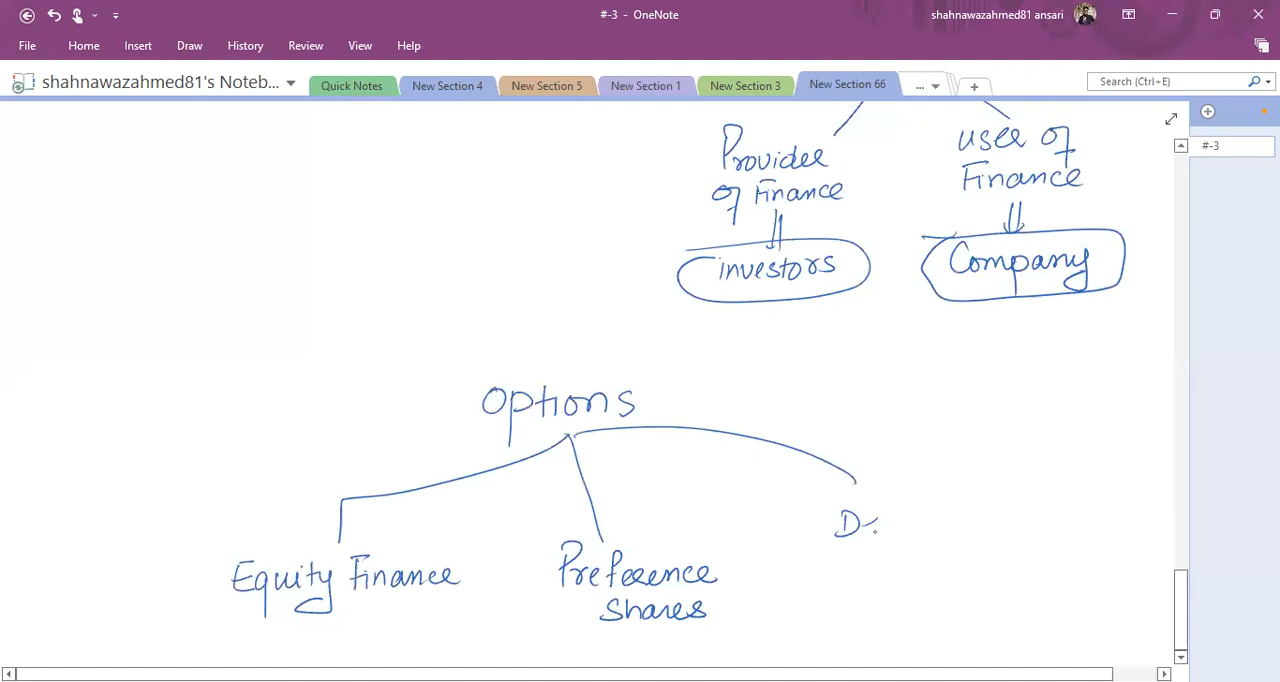 #-3 - OneNote
shahnawazahmed81 ansari
File Home Insert Draw History Review View Help
shahnawazahmed81's Noteb...
Quick Notes
New Section 4
New Section 5
New Section 1
New Section 3
New Section 66
...
Search (Ctrl+E)
#-3
Provider
of Finance
investors
user of
Finance
Company
Options
Equity Finance
Preference
Shares
D